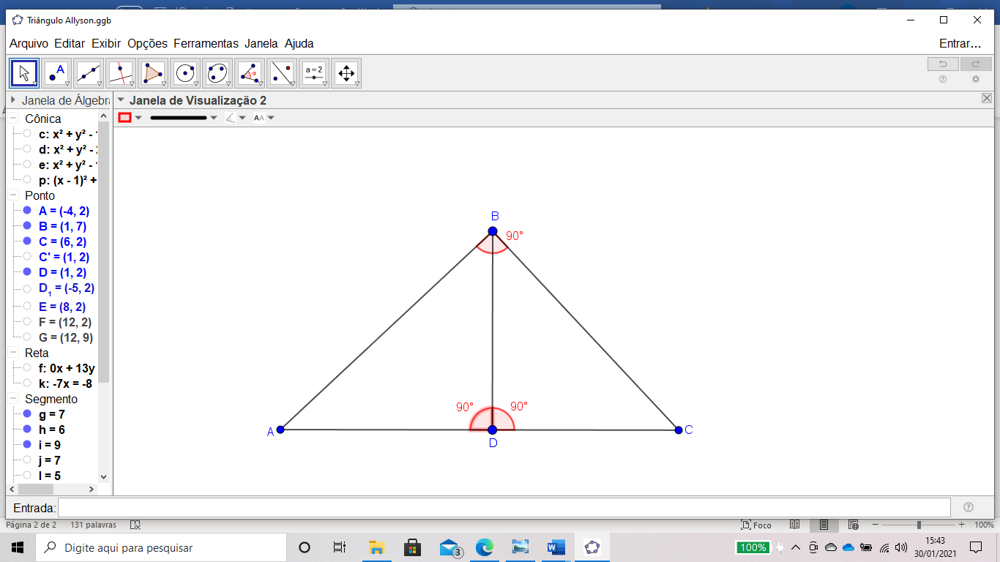 Triângulo Allyson.ggb
Arquivo Editar Exibir Opções Ferramentas Janela Ajuda Entrar...
A α a = 2
Janela de Álgebra Janela de Visualização 2
AA
Cônica
c: x² + y² -
d: x² + y² -
e: x² + y² -
p: (x - 1)² +
Ponto
A = (-4, 2)
B = (1, 7)
C = (6, 2)
C' = (1, 2)
D = (1, 2)
D1 = (-5, 2)
E = (8, 2)
F = (12, 2)
G = (12, 9)
Reta
f: 0x + 13y
k: -7x = -8
Segmento
g = 7
h = 6
i = 9
j = 7
l = 5
B
90°
90° 90°
A D C
Entrada:
Página 2 de 2 131 palavras Foco 100%
Digite aqui para pesquisar 3 100% 15:43
30/01/2021